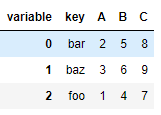 variable key A B C
0 bar 2 5 8
1 baz 3 6 9
2 foo 1 4 7